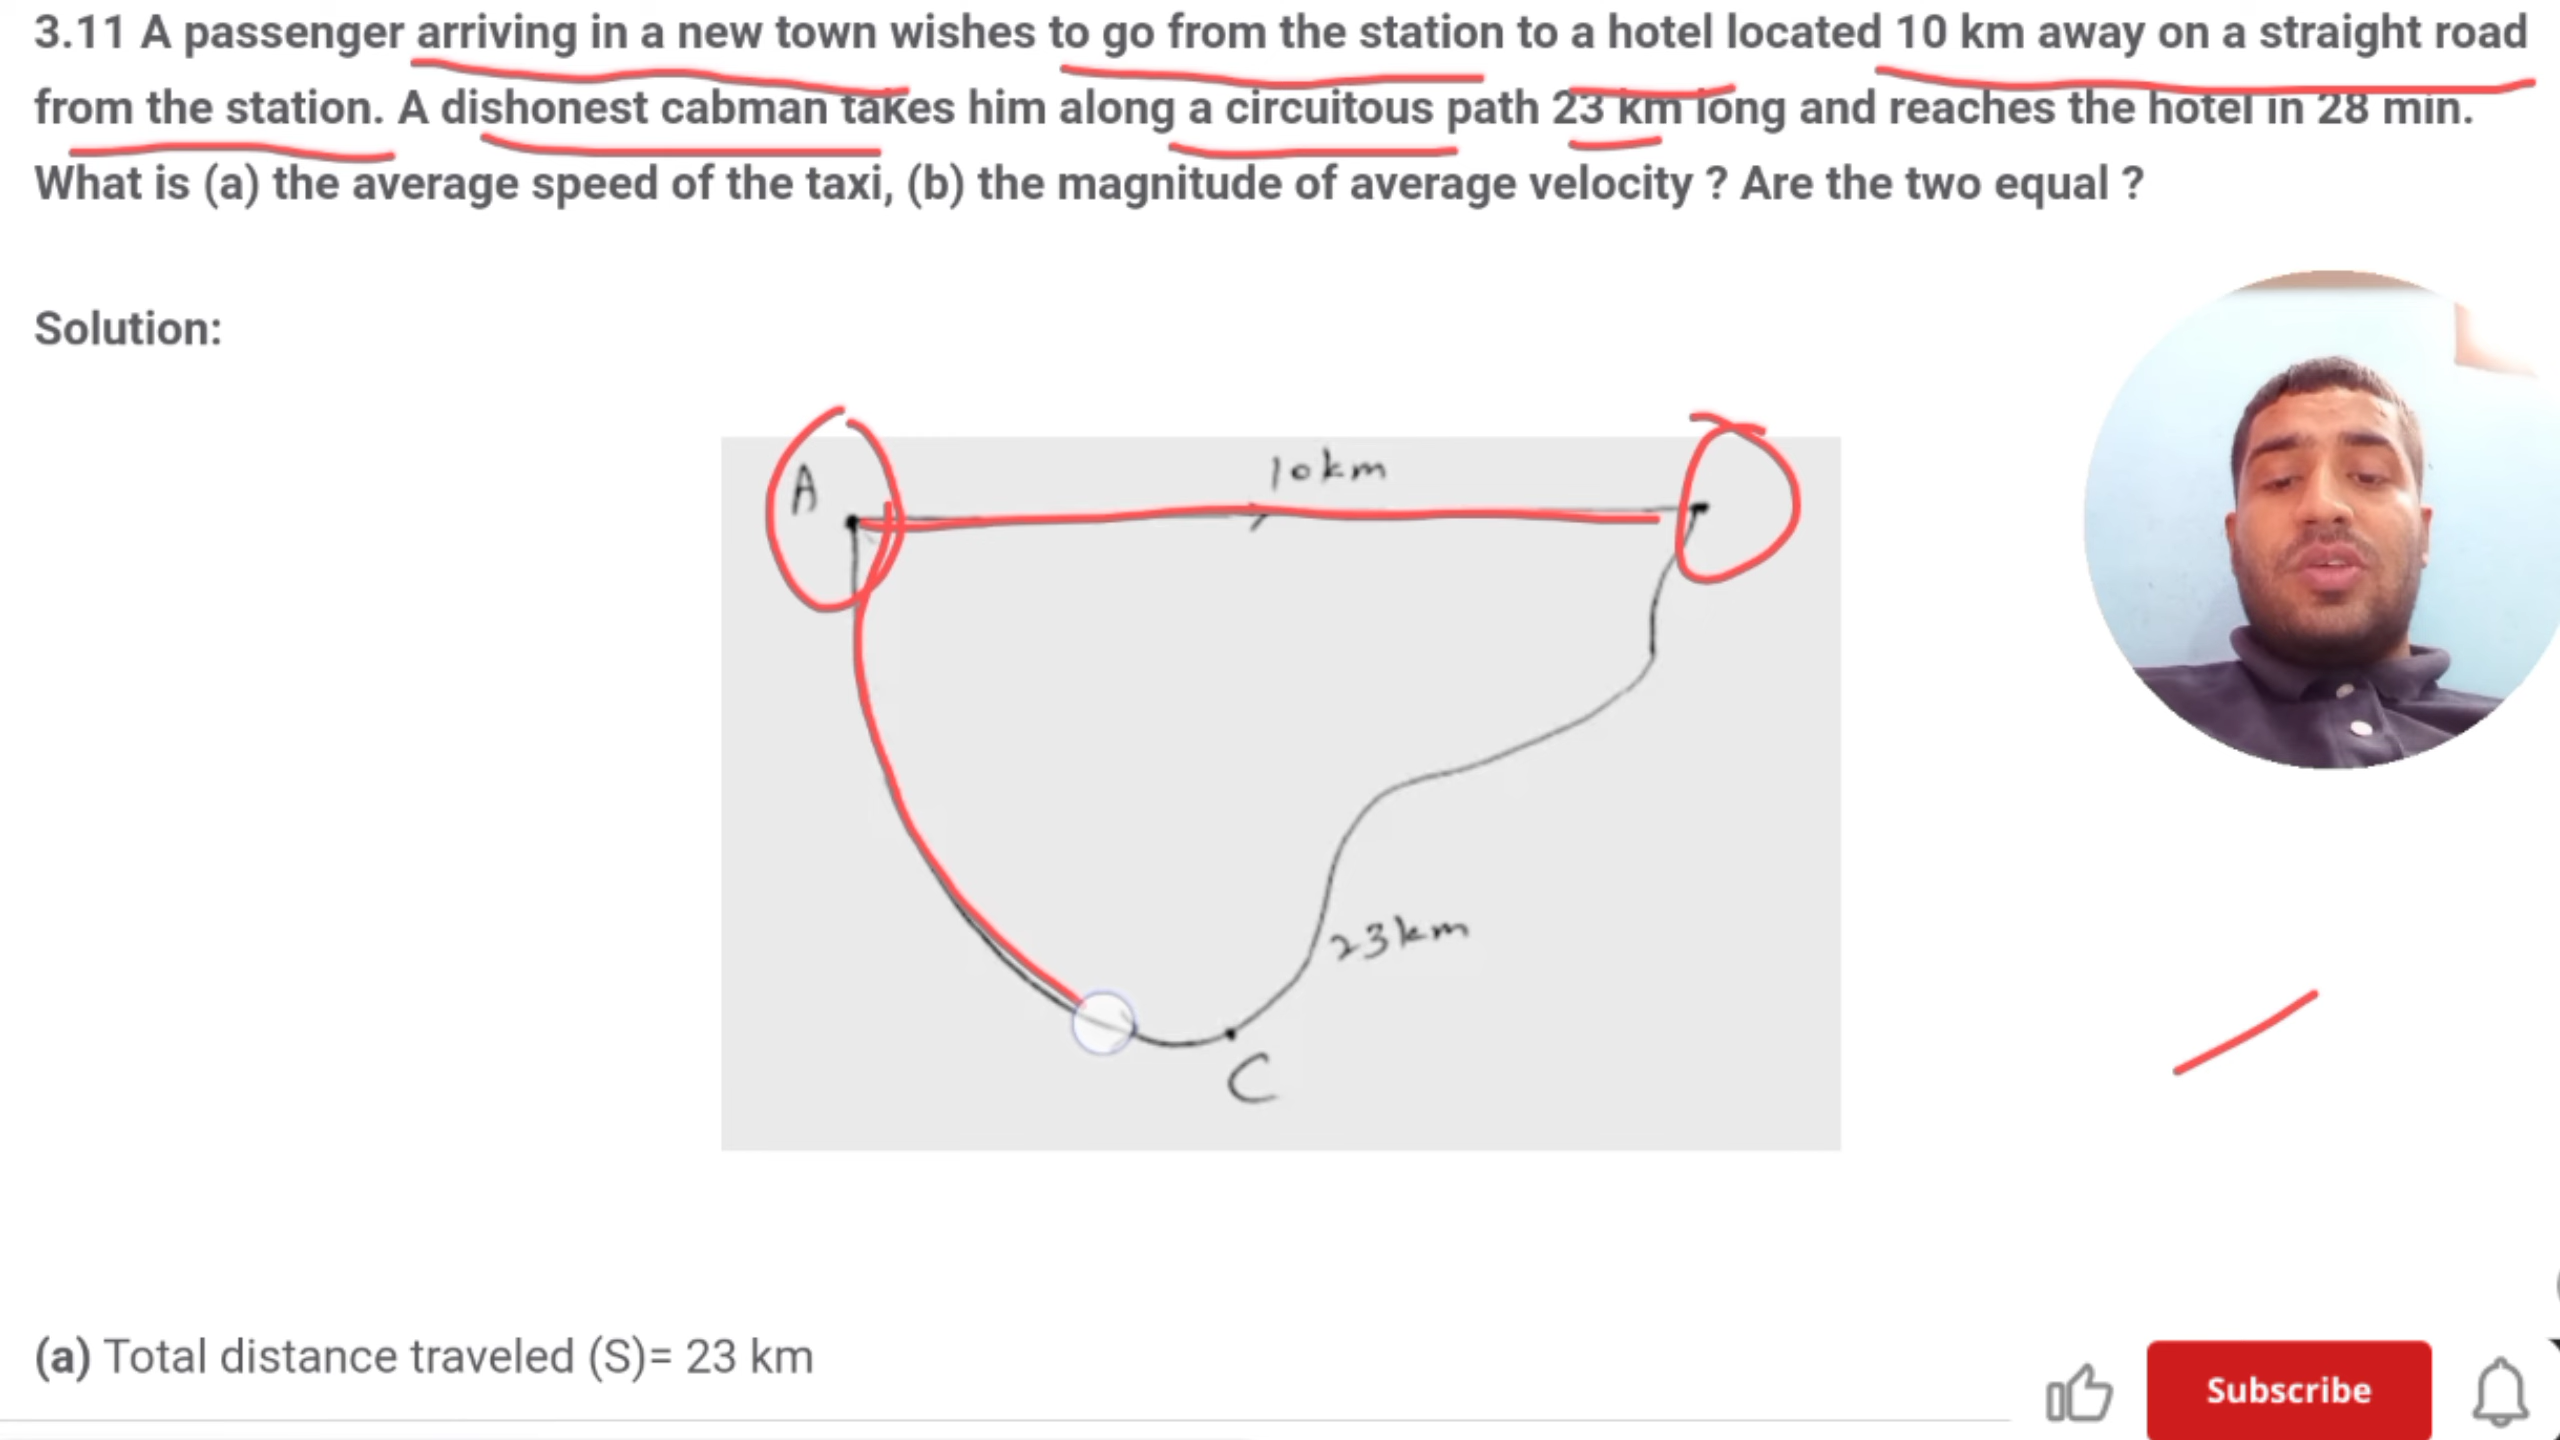 3.11 A passenger arriving in a new town wishes to go from the station to a hotel located 10 km away on a straight road
from the station. A dishonest cabman takes him along a circuitous path 23 km long and reaches the hotel in 28 min.
What is (a) the average speed of the taxi, (b) the magnitude of average velocity ? Are the two equal ?
Solution:
A
10km
23km
C
(a) Total distance traveled (S)= 23 km
Subscribe